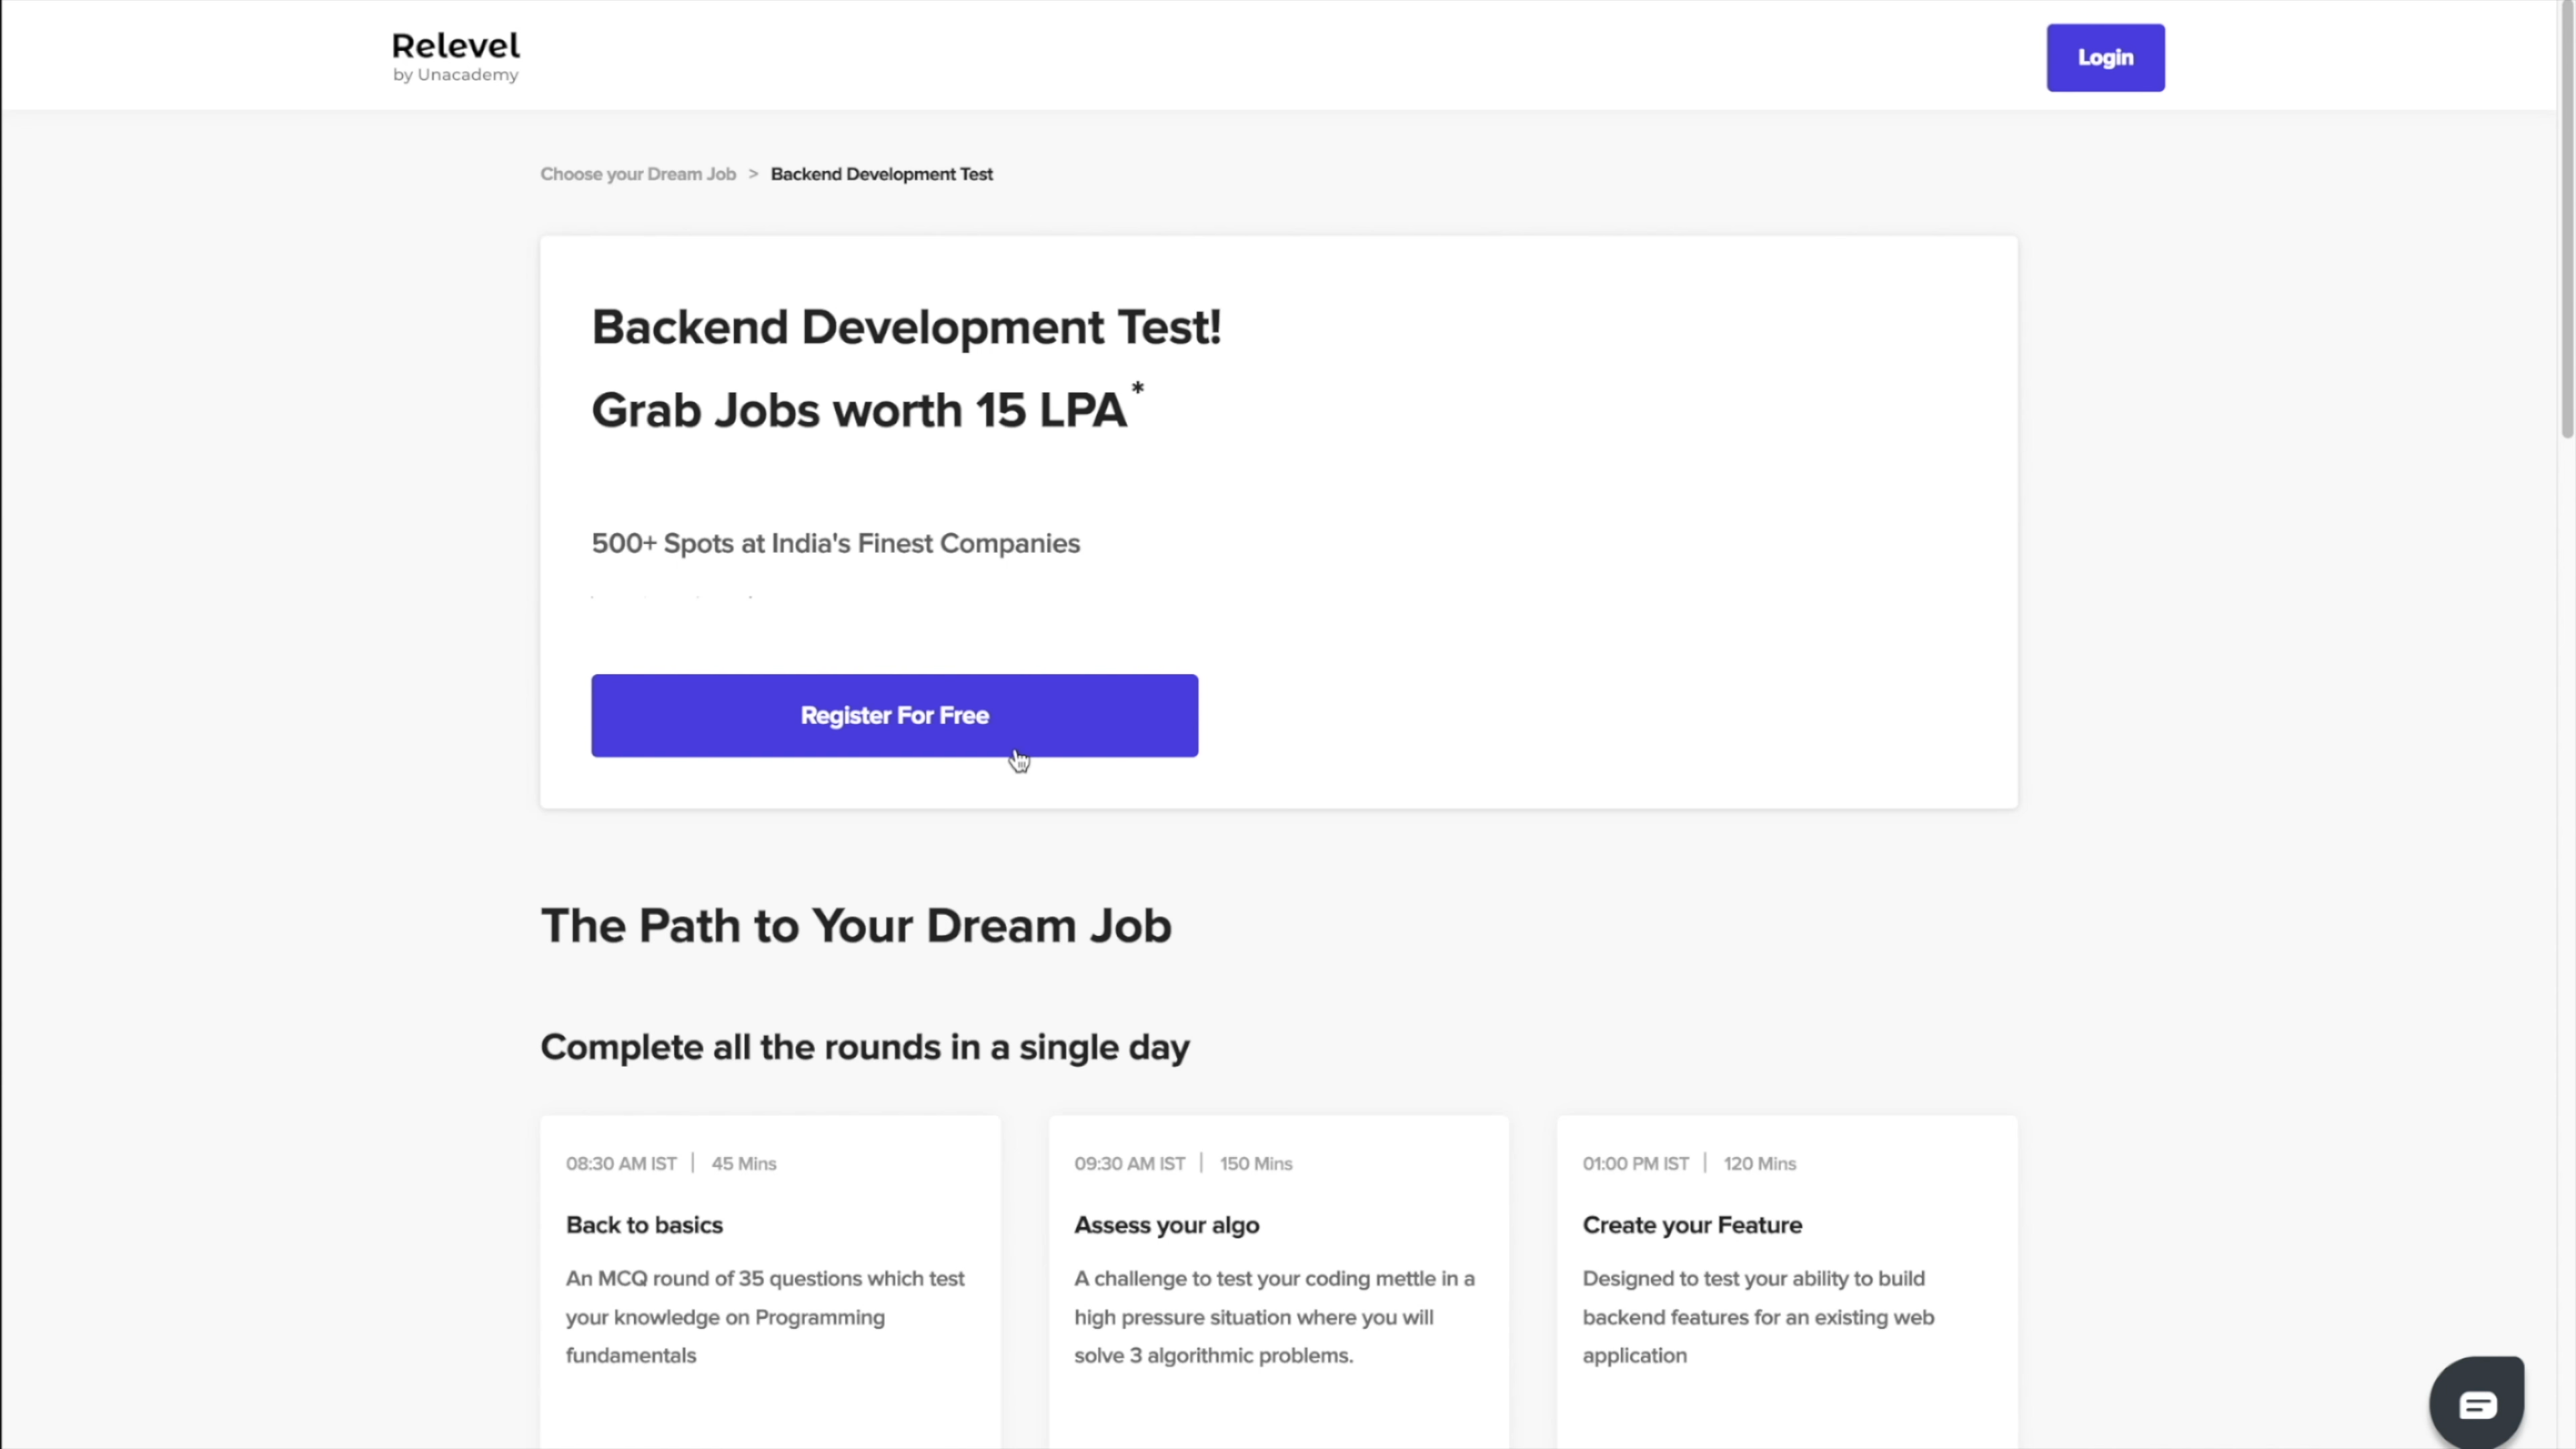 Relevel
by Unacademy
Login
Choose your Dream Job > Backend Development Test
Backend Development Test!
Grab Jobs worth 15 LPA*
500+ Spots at India's Finest Companies
Register For Free
The Path to Your Dream Job
Complete all the rounds in a single day
08:30 AM IST | 45 Mins
Back to basics
An MCQ round of 35 questions which test
your knowledge on Programming
fundamentals
09:30 AM IST | 150 Mins
Assess your algo
A challenge to test your coding mettle in a
high pressure situation where you will
solve 3 algorithmic problems.
01:00 PM IST | 120 Mins
Create your Feature
Designed to test your ability to build
backend features for an existing web
application